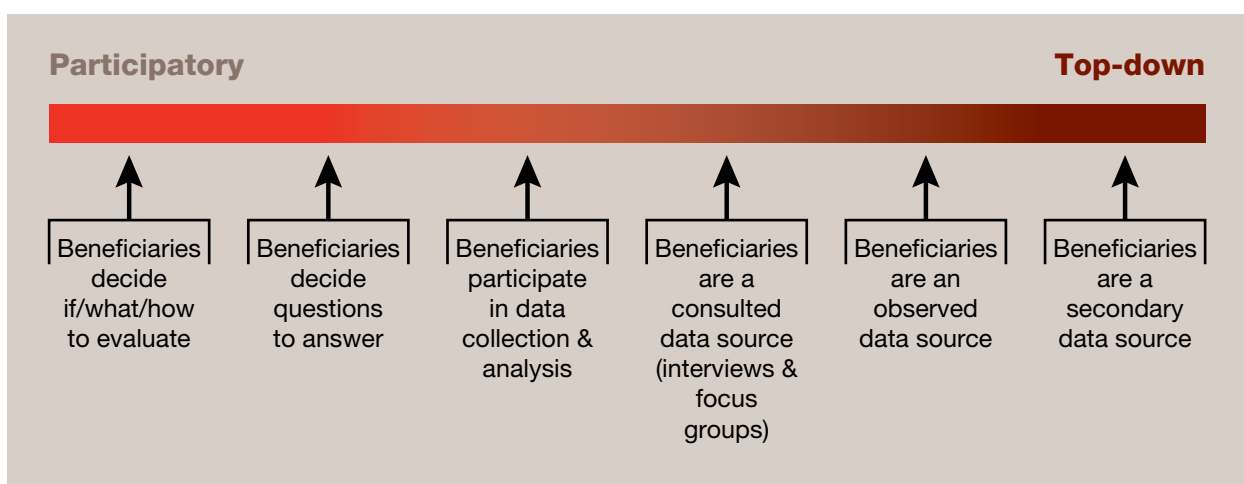 Participatory
Top-down
Beneficiaries
decide
if/what/how
to evaluate
Beneficiaries
decide
questions
to answer
Beneficiaries
participate
in data
collection &
analysis
Beneficiaries
are a
consulted
data source
(interviews &
focus
groups)
Beneficiaries
are an
observed
data source
Beneficiaries
are a
secondary
data source